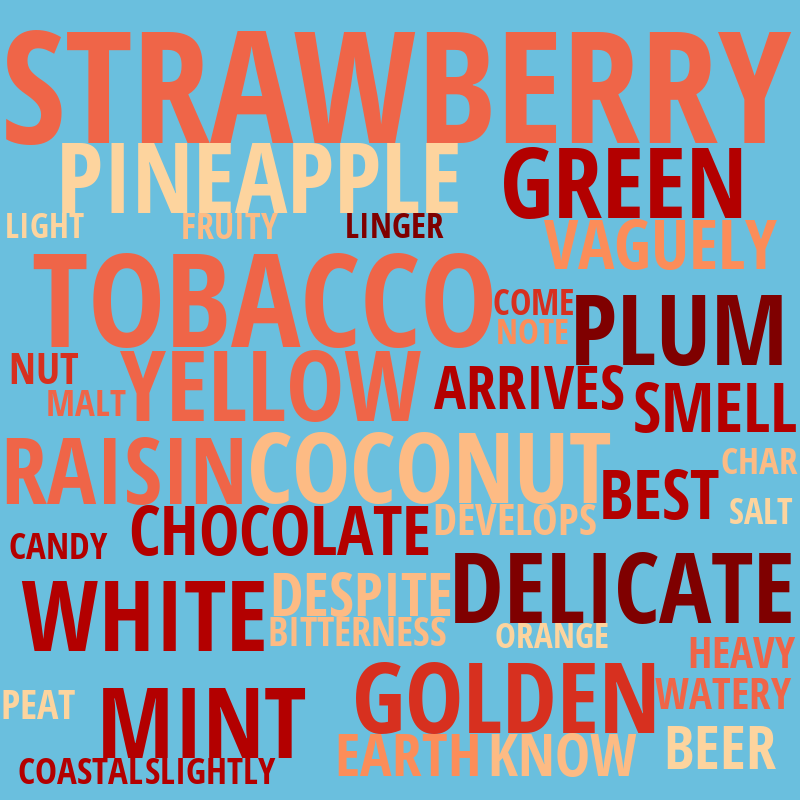 STRAWBERRY
PINEAPPLE GREEN
LIGHT FRUITY LINGER VAGUELY
TOBACCO COME PLUM
NOTE
NUT YELLOW ARRIVES SMELL
MALT
RAISIN COCONUT BEST CHAR
CANDY CHOCOLATE DEVELOPS SALT
WHITE DESPITE DELICATE
BITTERNESS ORANGE
HEAVY
PEAT MINT GOLDEN WATERY
COASTAL SLIGHTLY EARTH KNOW BEER